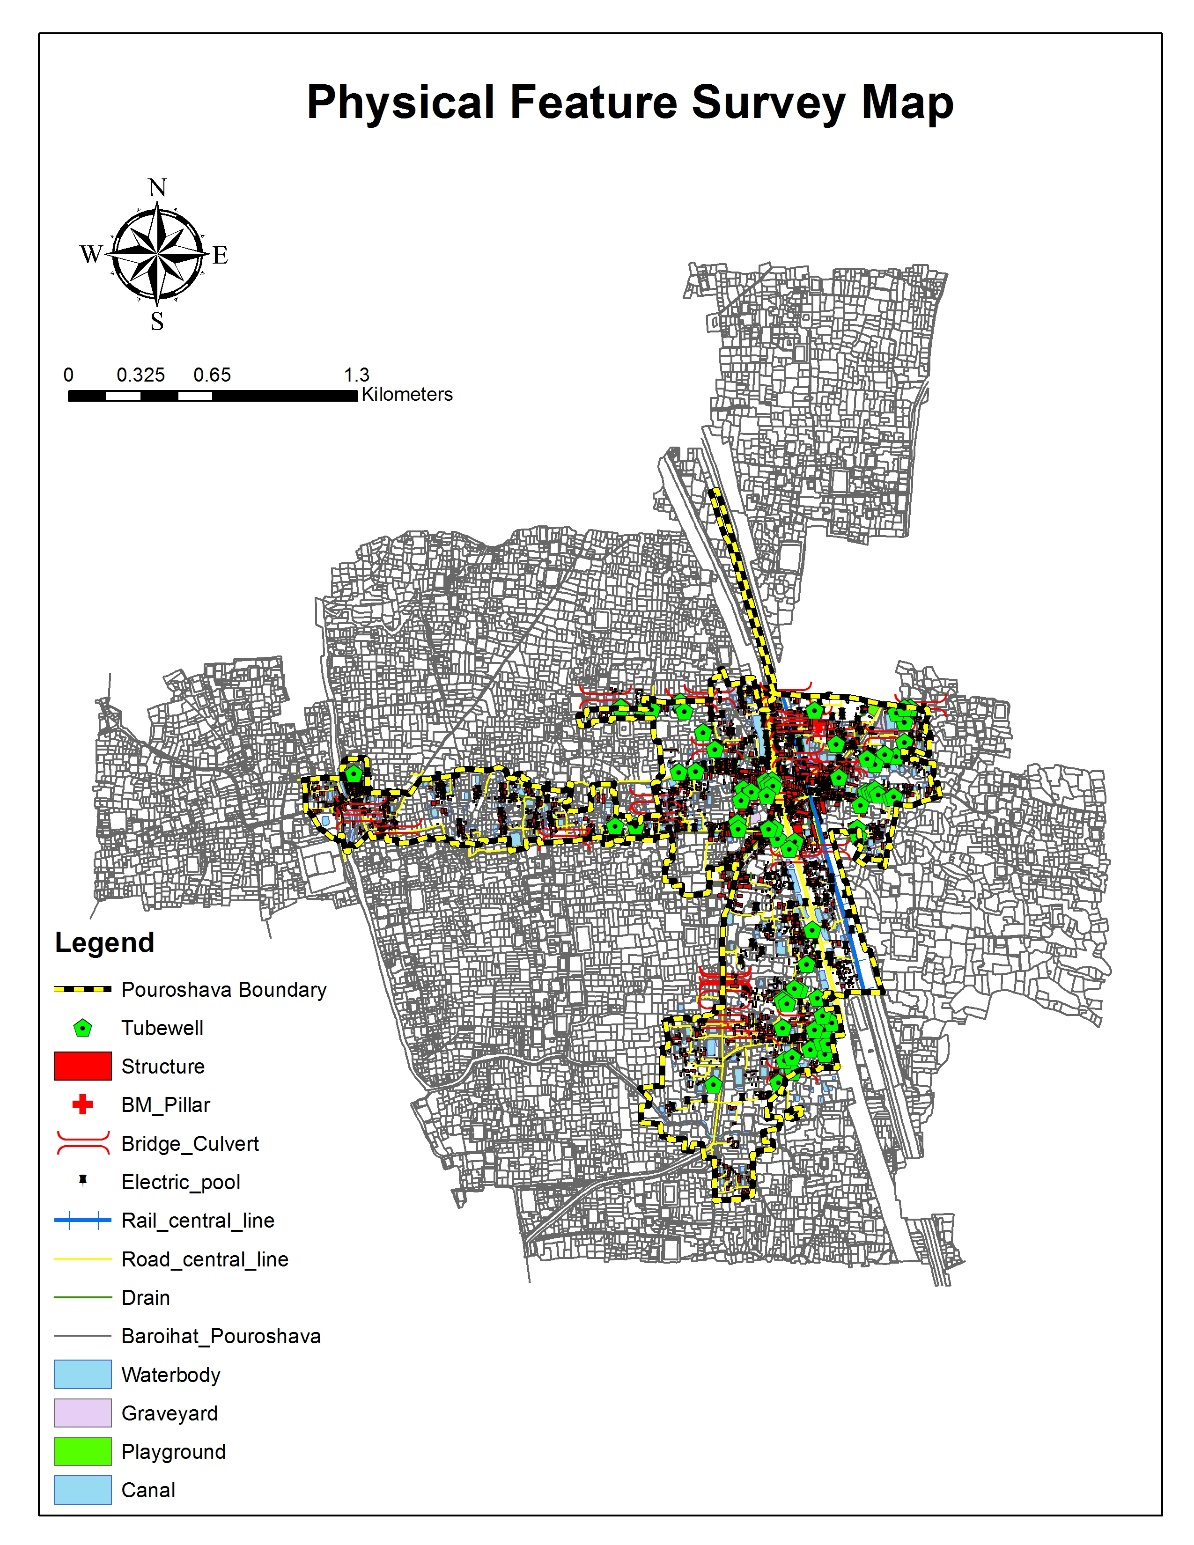 Physical Feature Survey Map
N
W E
S
0 0.325 0.65 1.3
Kilometers
Legend
Pouroshava Boundary
Tubewell
Structure
BM_Pillar
Bridge_Culvert
Electric_pool
Rail_central_line
Road_central_line
Drain
Baroihat_Pouroshava
Waterbody
Graveyard
Playground
Canal